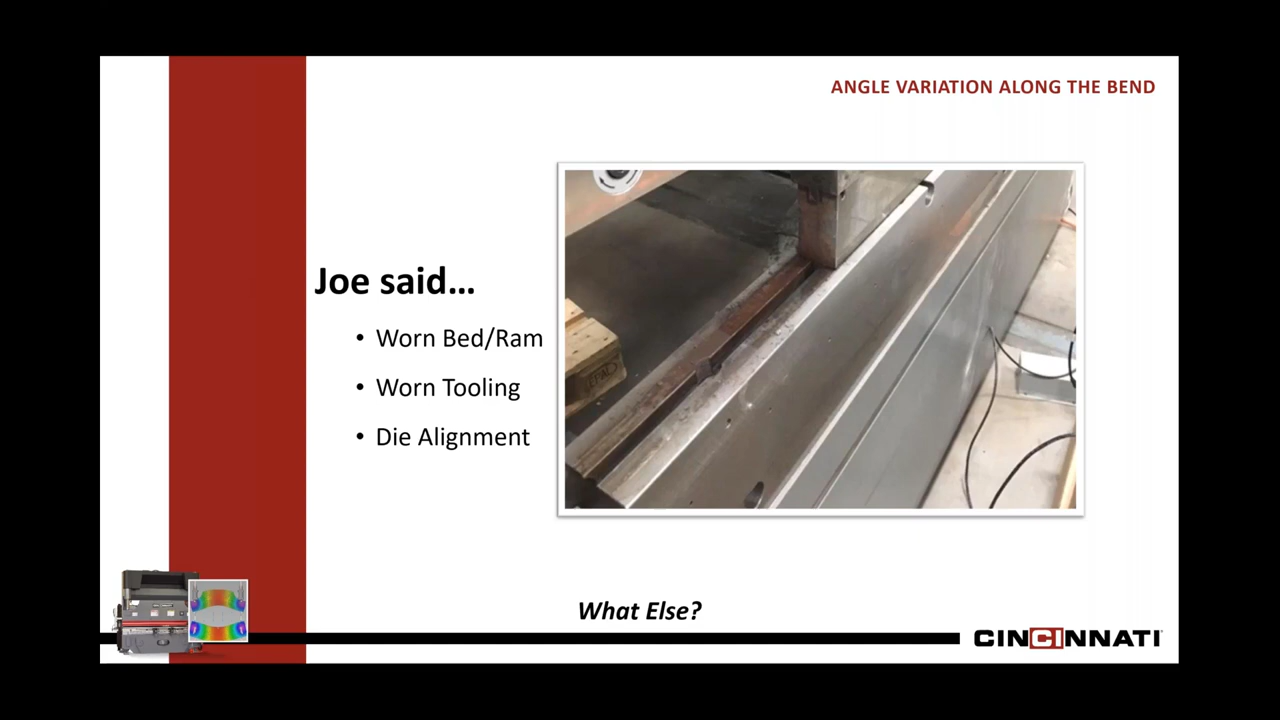 ANGLE VARIATION ALONG THE BEND
Joe said...
• Worn Bed/Ram
• Worn Tooling
• Die Alignment
What Else?
CINCINNATI